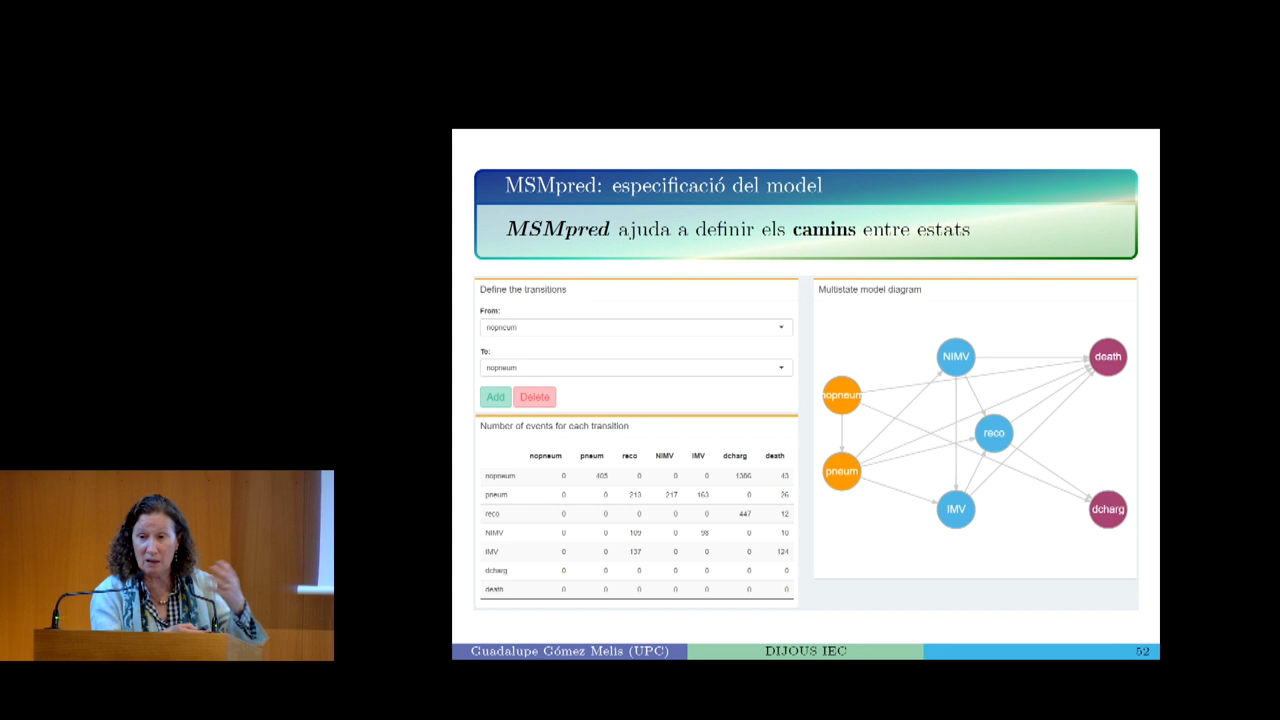 MSMpred: especificació del model
MSMpred ajuda a definir els camins entre estats
Define the transitions
From:
nopneum
To:
nopneum
Add Delete
Number of events for each transition
nopneum pneum reco NIMV IMV dcharg death
nopneum 0 405 0 0 0 1386 43
pneum 0 0 213 217 163 0 26
reco 0 0 0 0 0 447 12
NIMV 0 0 109 0 98 0 10
IMV 0 0 137 0 0 0 124
dcharg 0 0 0 0 0 0 0
death 0 0 0 0 0 0 0
Multistate model diagram
NIMV
death
nopneum
reco
pneum
IMV
dcharg
Guadalupe Gómez Melis (UPC) DIJOUS IEC 52